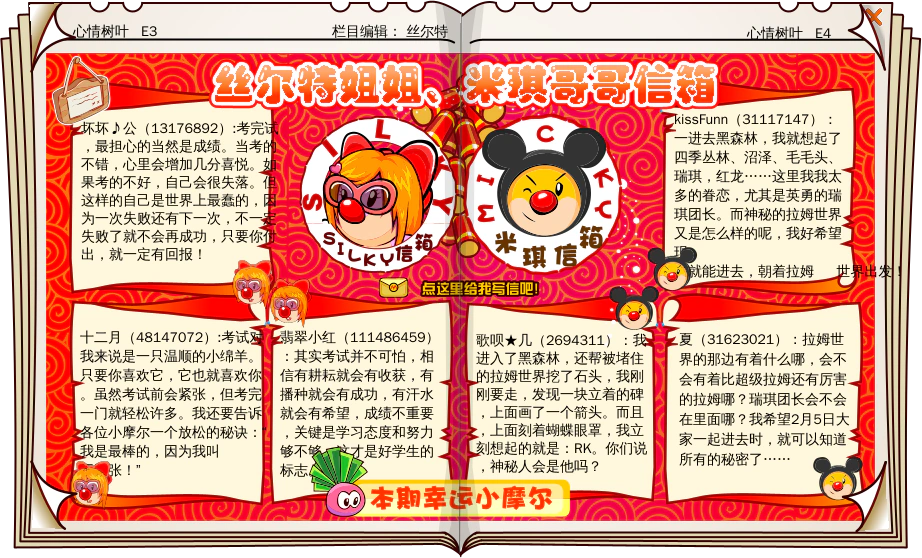 心情树叶 E3
栏目编辑： 丝尔特
心情树叶 E4
丝尔特姐姐、米琪哥哥信箱
坏坏♪公（13176892）:考完试
，最担心的当然是成绩。当考的
不错，心里会增加几分喜悦。如
果考的不好，自己会很失落。但
这样的自己是世界上最蠢的，因
为一次失败还有下一次，不一定
失败了就不会再成功，只要你付
出，就一定有回报！
SILKY
SILKY信箱
MICKY
米琪信箱
点这里给我写信吧!
kissFunn（31117147）：
一进去黑森林，我就想起了
四季丛林、沼泽、毛毛头、
瑞琪，红龙……这里我我太
多的眷恋，尤其是英勇的瑞
琪团长。而神秘的拉姆世界
又是怎么样的呢，我好希望
现
就能进去，朝着拉姆 世界出发！
十二月（48147072）:考试对
我来说是一只温顺的小绵羊。
只要你喜欢它，它也就喜欢你
。虽然考试前会紧张，但考完
一门就轻松许多。我还要告诉
各位小摩尔一个放松的秘诀：“
我是最棒的，因为我叫
张！”
翡翠小红（111486459）
：其实考试并不可怕，相
信有耕耘就会有收获，有
播种就会有成功，有汗水
就会有希望，成绩不重要
，关键是学习态度和努力
够不够，这才是好学生的
标志
歌呗★几（2694311）：我
进入了黑森林，还帮被堵住
的拉姆世界挖了石头，我刚
刚要走，发现一块立着的碑
，上面画了一个箭头。而且
，上面刻着蝴蝶眼罩，我立
刻想起的就是：RK。你们说
，神秘人会是他吗？
夏（31623021）：拉姆世
界的那边有着什么哪，会不
会有着比超级拉姆还有厉害
的拉姆哪？瑞琪团长会不会
在里面哪？我希望2月5日大
家一起进去时，就可以知道
所有的秘密了……
本期幸运小摩尔